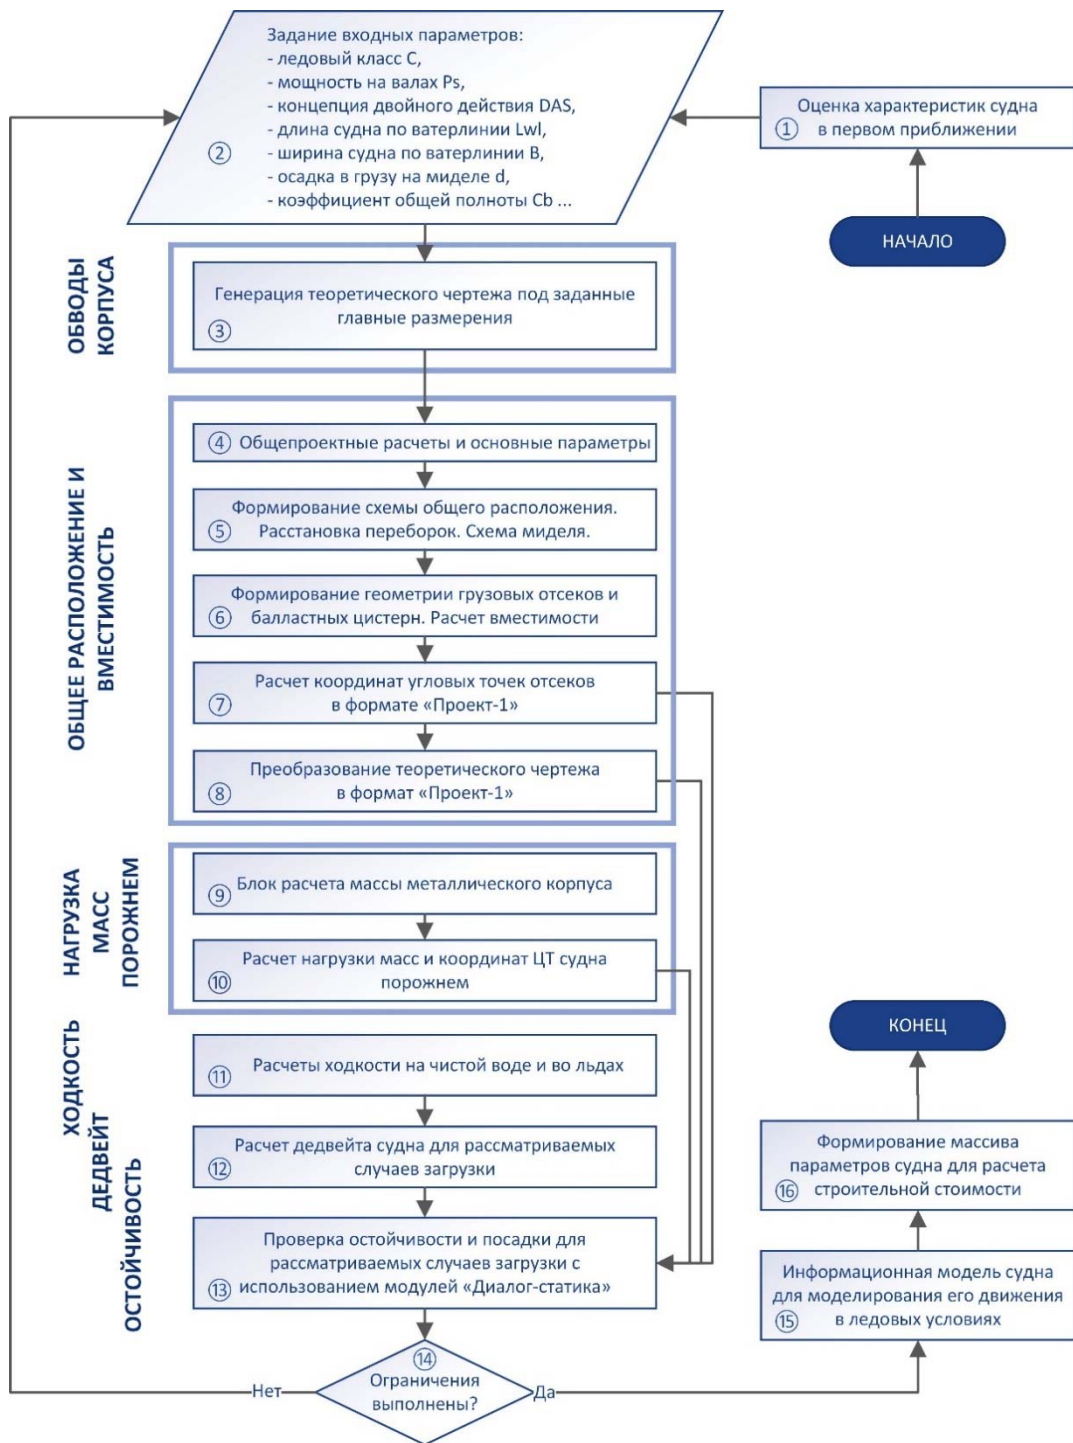 Задание входных параметров:
- ледовый класс С,
- мощность на валах Ps,
- концепция двойного действия DAS,
- длина судна по ватерлинии Lwl,
- ширина судна по ватерлинии В,
- осадка в грузу на миделе d,
- коэффициент общей полноты Cb ...
2
Оценка характеристик судна
в первом приближении
1
НАЧАЛО
ОБВОДЫ
КОРПУСА
Генерация теоретического чертежа под заданные
главные размерения
3
ОБЩЕЕ РАСПОЛОЖЕНИЕ И
ВМЕСТИМОСТЬ
4 Общепроектные расчеты и основные параметры
Формирование схемы общего расположения.
5 Расстановка переборок. Схема миделя.
Формирование геометрии грузовых отсеков и
6 балластных цистерн. Расчет вместимости
Расчет координат угловых точек отсеков
7 в формате «Проект-1»
Преобразование теоретического чертежа
8 в формат «Проект-1»
НАГРУЗКА
МАСС
ПОРОЖНЕМ
Блок расчета массы металлического корпуса
9
Расчет нагрузки масс и координат ЦТ судна
10 порожнем
ХОДКОСТЬ
ДЕДВЕЙТ
ОСТОЙЧИВОСТЬ
11 Расчеты ходкости на чистой воде и во льдах
Расчет дедвейта судна для рассматриваемых
12 случаев загрузки
Проверка остойчивости и посадки для
рассматриваемых случаев загрузки с
13 использованием модулей «Диалог-статика»
14
Ограничения
выполнены?
Нет
Да
Информационная модель судна
для моделирования его движения
15 в ледовых условиях
Формирование массива
параметров судна для расчета
16 строительной стоимости
КОНЕЦ